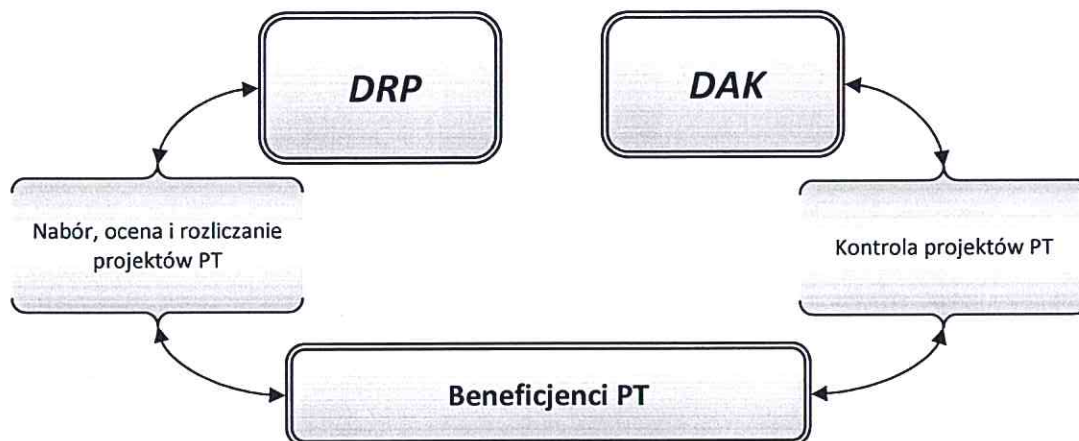 DRP
DAK
Nabór, ocena i rozliczanie
projektów PT
Kontrola projektów PT
Beneficjenci PT